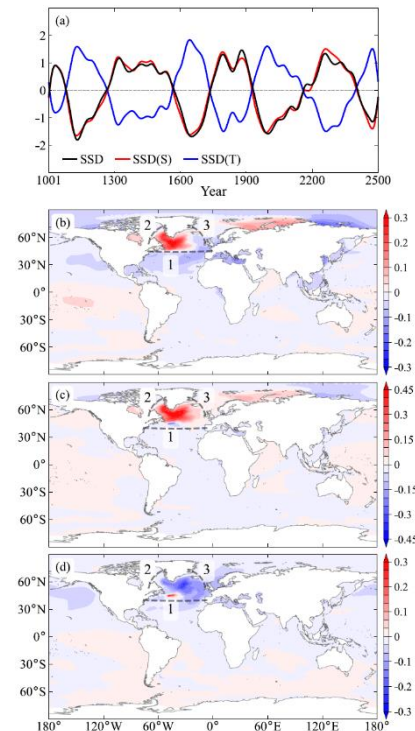 (a)
2
1
0
-1
-2
SSD SSD(S) SSD(T)
1001 1300 1600 1900 2200 2500
Year
(b)
2 3
1
60°N
30°N
0°
30°S
60°S
0.3
0.2
0.1
0
-0.1
-0.2
-0.3
(c)
2 3
1
60°N
30°N
0°
30°S
60°S
0.45
0.30
0.15
0
-0.15
-0.30
-0.45
(d)
2 3
1
90°N
60°N
30°N
0°
30°S
60°S
90°S
0.3
0.2
0.1
0
-0.1
-0.2
-0.3
180° 120°W 60°W 0° 60°E 120°E 180°